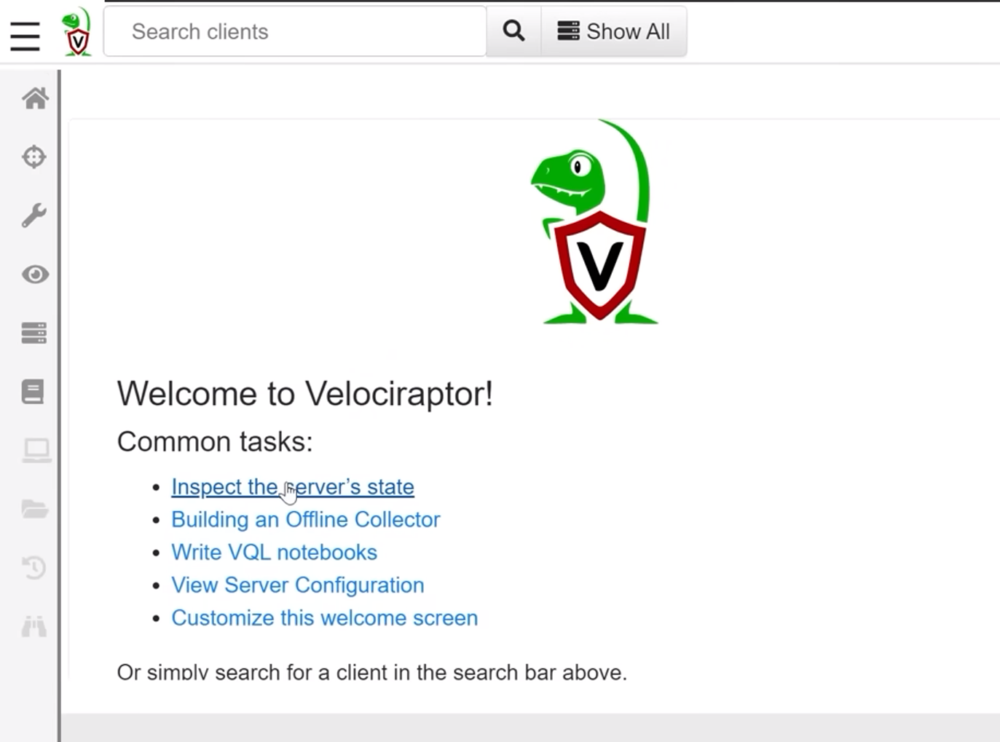 V
Search clients
Show All
V
Welcome to Velociraptor!
Common tasks:
Inspect the server’s state
Building an Offline Collector
Write VQL notebooks
View Server Configuration
Customize this welcome screen
Or simply search for a client in the search bar above.